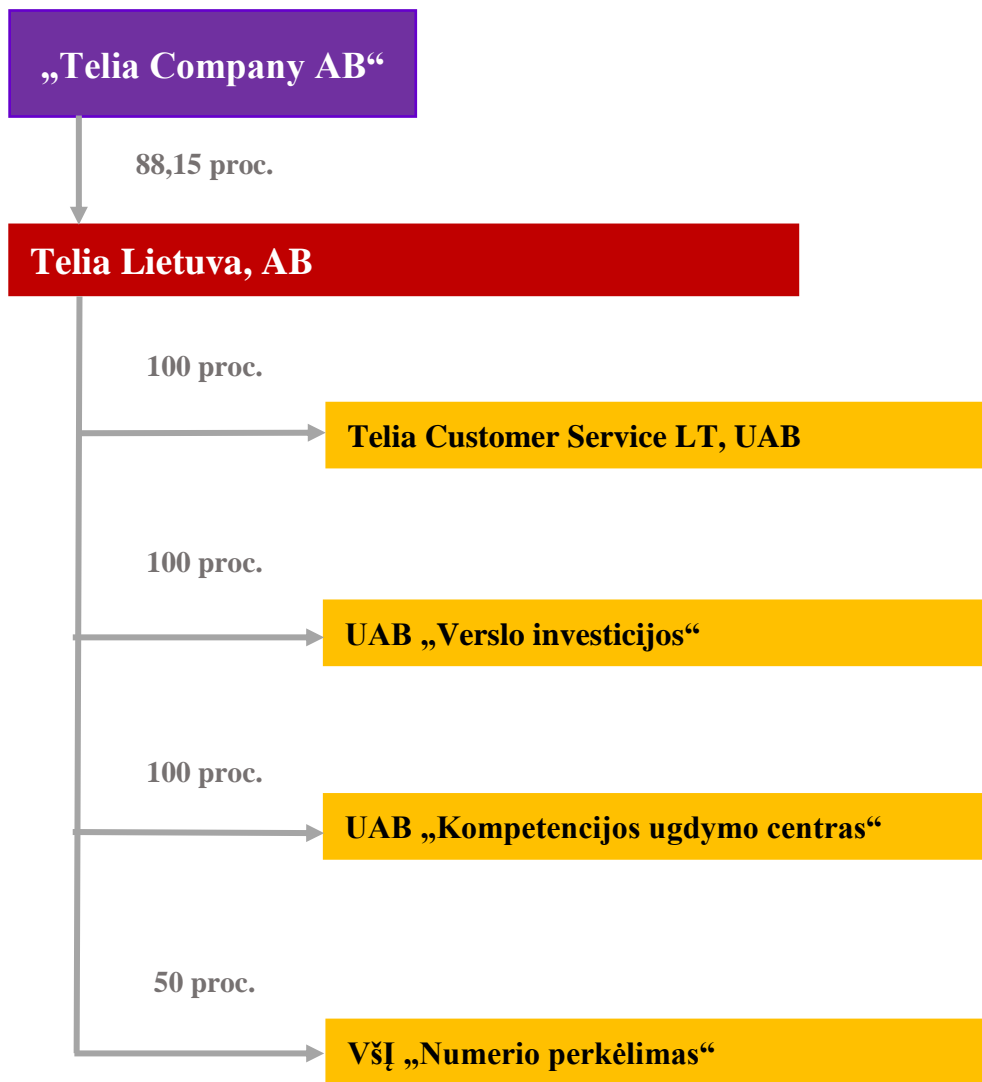 „Telia Company AB“
88,15 proc.
Telia Lietuva, AB
100 proc.
Telia Customer Service LT, UAB
100 proc.
UAB „Verslo investicijos“
100 proc.
UAB „Kompetencijos ugdymo centras“
50 proc.
VšĮ „Numerio perkėlimas“